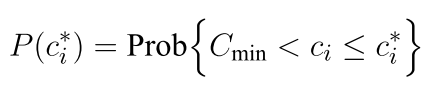 P(c_i^*) = Prob{C_min < c_i ≤ c_i^*}